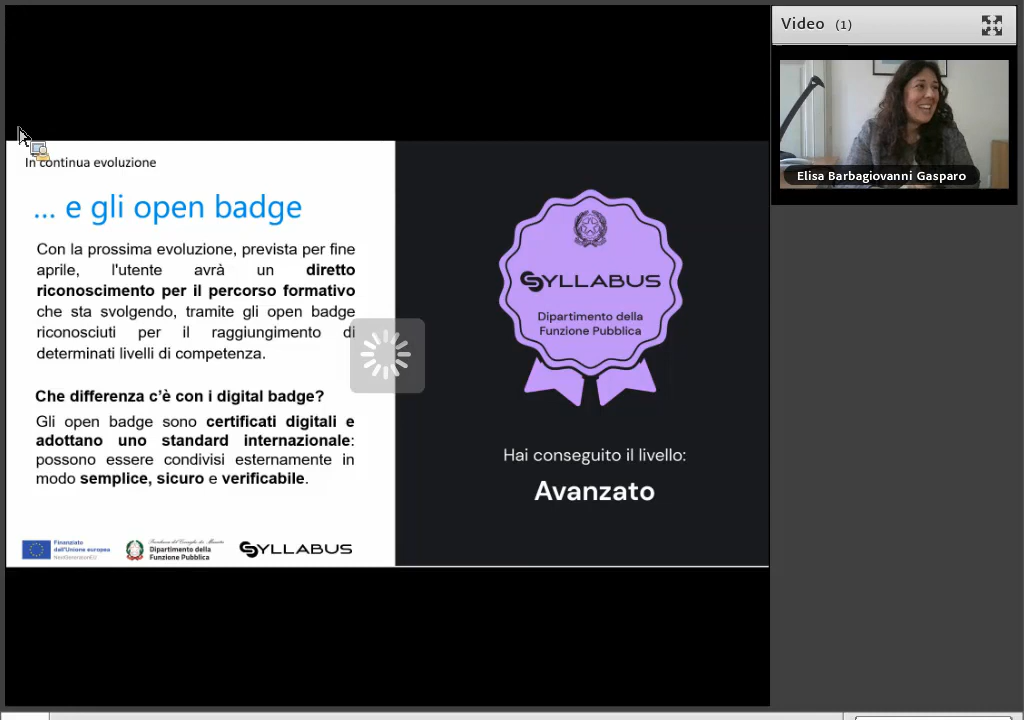 Video (1)
Elisa Barbagiovanni Gasparo
In continua evoluzione
... e gli open badge
Con la prossima evoluzione, prevista per fine
aprile, l'utente avrà un diretto
riconoscimento per il percorso formativo
che sta svolgendo, tramite gli open badge
riconosciuti per il raggiungimento di
determinati livelli di competenza.
Che differenza c'è con i digital badge?
Gli open badge sono certificati digitali e
adottano uno standard internazionale:
possono essere condivisi esternamente in
modo semplice, sicuro e verificabile.
Finanziato
dall'Unione europea
NextGenerationEU
Dipartimento della
Funzione Pubblica
SYLLABUS
SYLLABUS
Dipartimento della
Funzione Pubblica
Hai conseguito il livello:
Avanzato